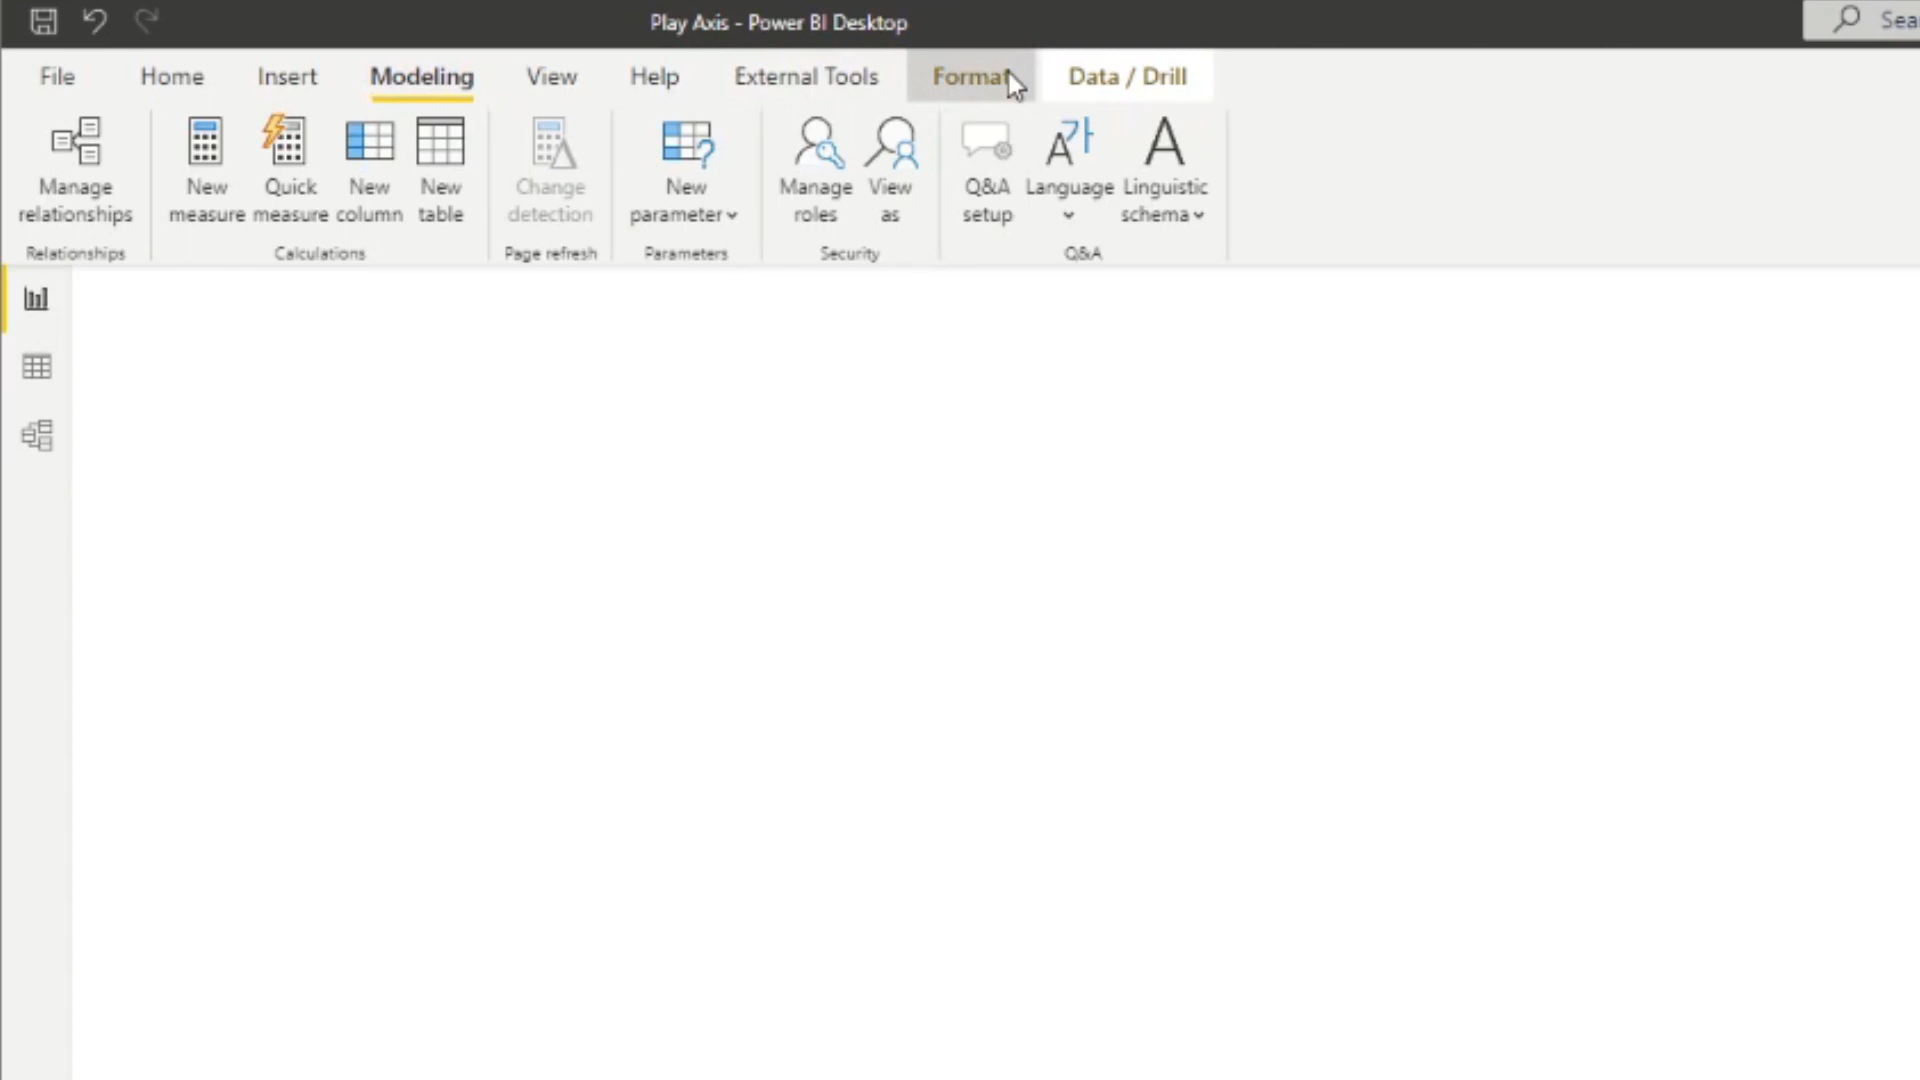 Play Axis - Power BI Desktop
File Home Insert Modeling View Help External Tools Format Data / Drill
Manage relationships
New measure
Quick measure
New column
New table
Change detection
New parameter
Manage roles
View as
Q&A setup
Language
Linguistic schema
Relationships
Calculations
Page refresh
Parameters
Security
Q&A